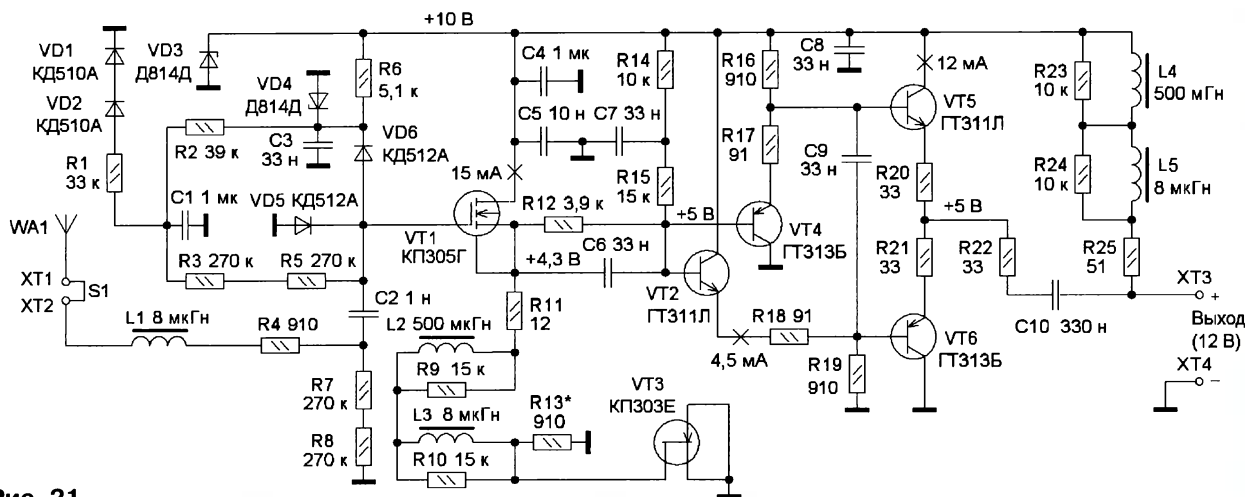 +10 В
VD1
КД510А
VD2
КД510А
VD3
Д814Д
VD4
Д814Д
R6
5,1 к
R2 39 к
C3
33 н
VD6
КД512А
R1
33 к
C1 1 мк
VD5 КД512А
WA1
R3 270 к
R5 270 к
XT1
XT2
S1
L1 8 мкГн
R4 910
C2 1 н
R7
270 к
R8
270 к
C4 1 мк
C5 10 н
C7 33 н
15 мА
VT1
КП305Г
R12 3,9 к
+4,3 В
C6 33 н
R11
12
L2 500 мкГн
R9 15 к
L3 8 мкГн
R10 15 к
R13*
910
VT3
КП303Е
R14
10 к
R15
15 к
+5 В
VT2
ГТ311Л
4,5 мА
R18 91
R19
910
R16
910
R17
91
VT4
ГТ313Б
C8
33 н
C9
33 н
12 мА
VT5
ГТ311Л
R20
33
+5 В
R21
33
R22
33
VT6
ГТ313Б
C10 330 н
R23
10 к
R24
10 к
L4
500 мГн
L5
8 мкГн
R25
51
XT3
+
Выход
(12 В)
XT4
−
Рис. 21